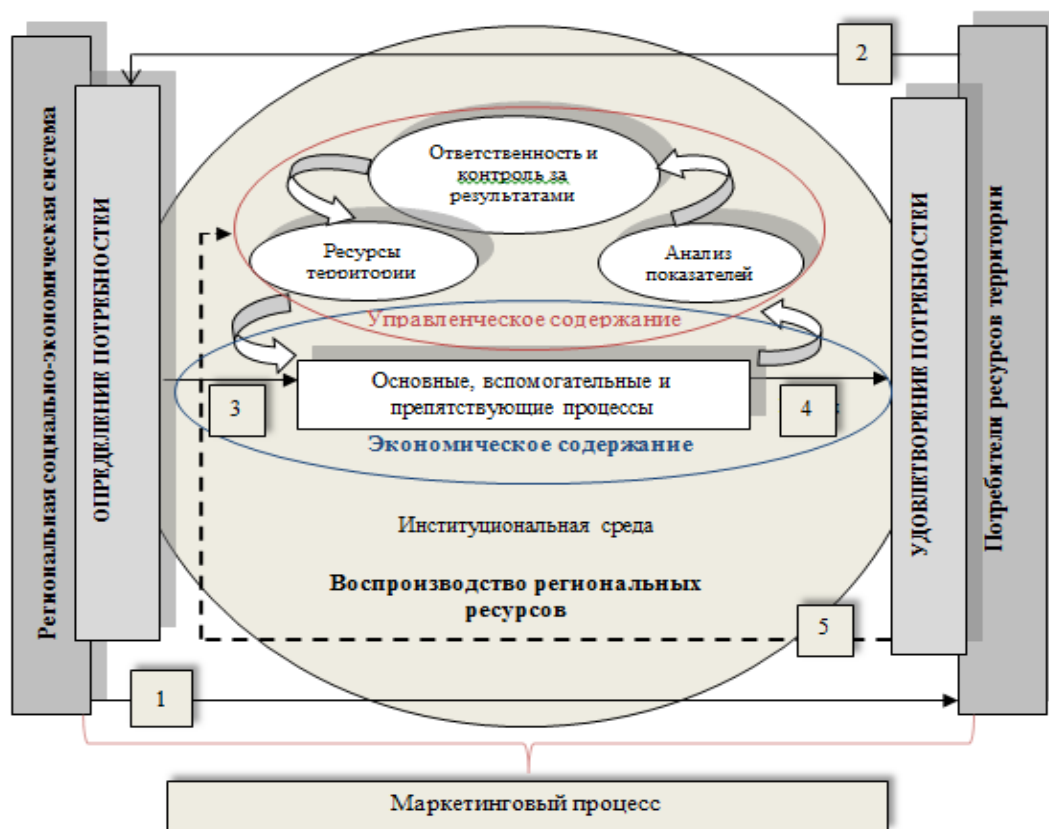 Региональная социально-экономическая система
ОПРЕДЕЛЕНИЕ ПОТРЕБНОСТЕЙ
2
Ответственность и
контроль за
результатами
Ресурсы
территории
Анализ
показателей
Управленческое содержание
3
Основные, вспомогательные и
препятствующие процессы
4
Экономическое содержание
Институциональная среда
Воспроизводство региональных
ресурсов
5
1
УДОВЛЕТВОРЕНИЕ ПОТРЕБНОСТИ
Потребители ресурсов территории
Маркетинговый процесс